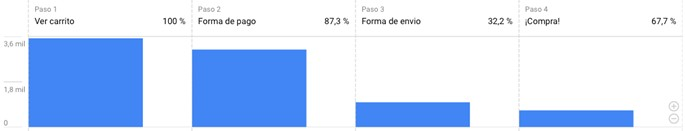 Paso 1
Ver carrito 100 %
Paso 2
Forma de pago 87,3 %
Paso 3
Forma de envio 32,2 %
Paso 4
¡Compra! 67,7 %
3,6 mil
1,8 mil
0